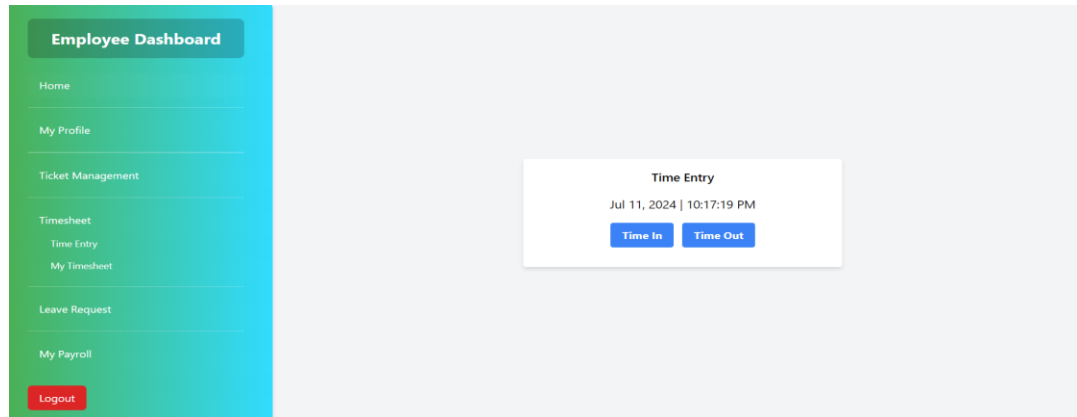 Employee Dashboard
Home
My Profile
Ticket Management
Timesheet
Time Entry
My Timesheet
Leave Request
My Payroll
Logout
Time Entry
Jul 11, 2024 | 10:17:19 PM
Time In Time Out